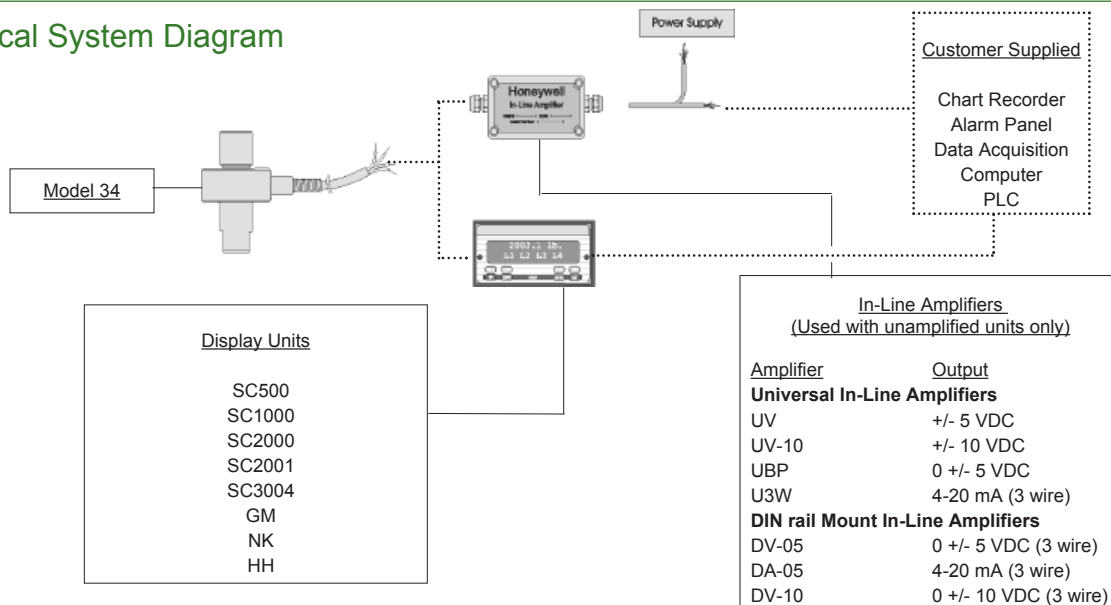 cal System Diagram
Power Supply
Honeywell
In-Line Amplifier
Customer Supplied
Chart Recorder
Alarm Panel
Data Acquisition
Computer
PLC
Model 34
2003.1 lb.
L1 L2 L3 L4
Display Units
SC500
SC1000
SC2000
SC2001
SC3004
GM
NK
HH
In-Line Amplifiers
(Used with unamplified units only)
Amplifier Output
Universal In-Line Amplifiers
UV +/- 5 VDC
UV-10 +/- 10 VDC
UBP 0 +/- 5 VDC
U3W 4-20 mA (3 wire)
DIN rail Mount In-Line Amplifiers
DV-05 0 +/- 5 VDC (3 wire)
DA-05 4-20 mA (3 wire)
DV-10 0 +/- 10 VDC (3 wire)